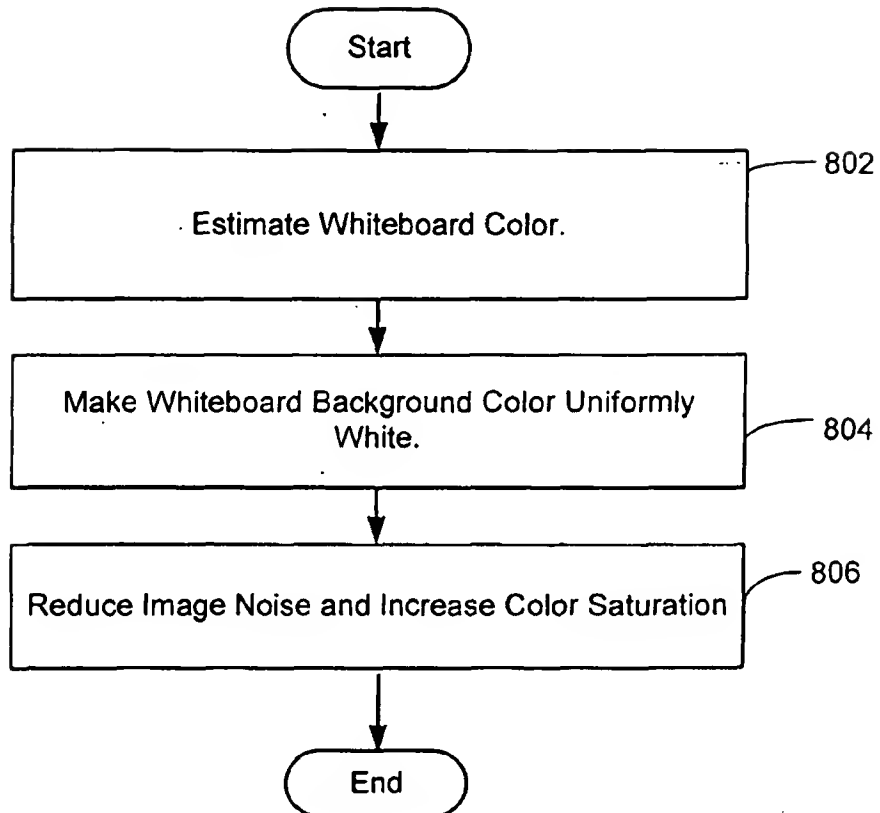 Start
802
Estimate Whiteboard Color.
Make Whiteboard Background Color Uniformly
White.
804
806
Reduce Image Noise and Increase Color Saturation
End